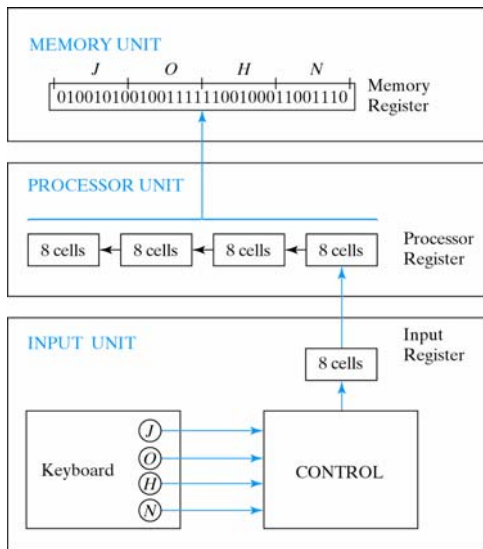 MEMORY UNIT
J O H N
01001010010011111100100011001110
Memory
Register
PROCESSOR UNIT
8 cells 8 cells 8 cells 8 cells
Processor
Register
INPUT UNIT
Input
Register
8 cells
Keyboard
J
O
H
N
CONTROL